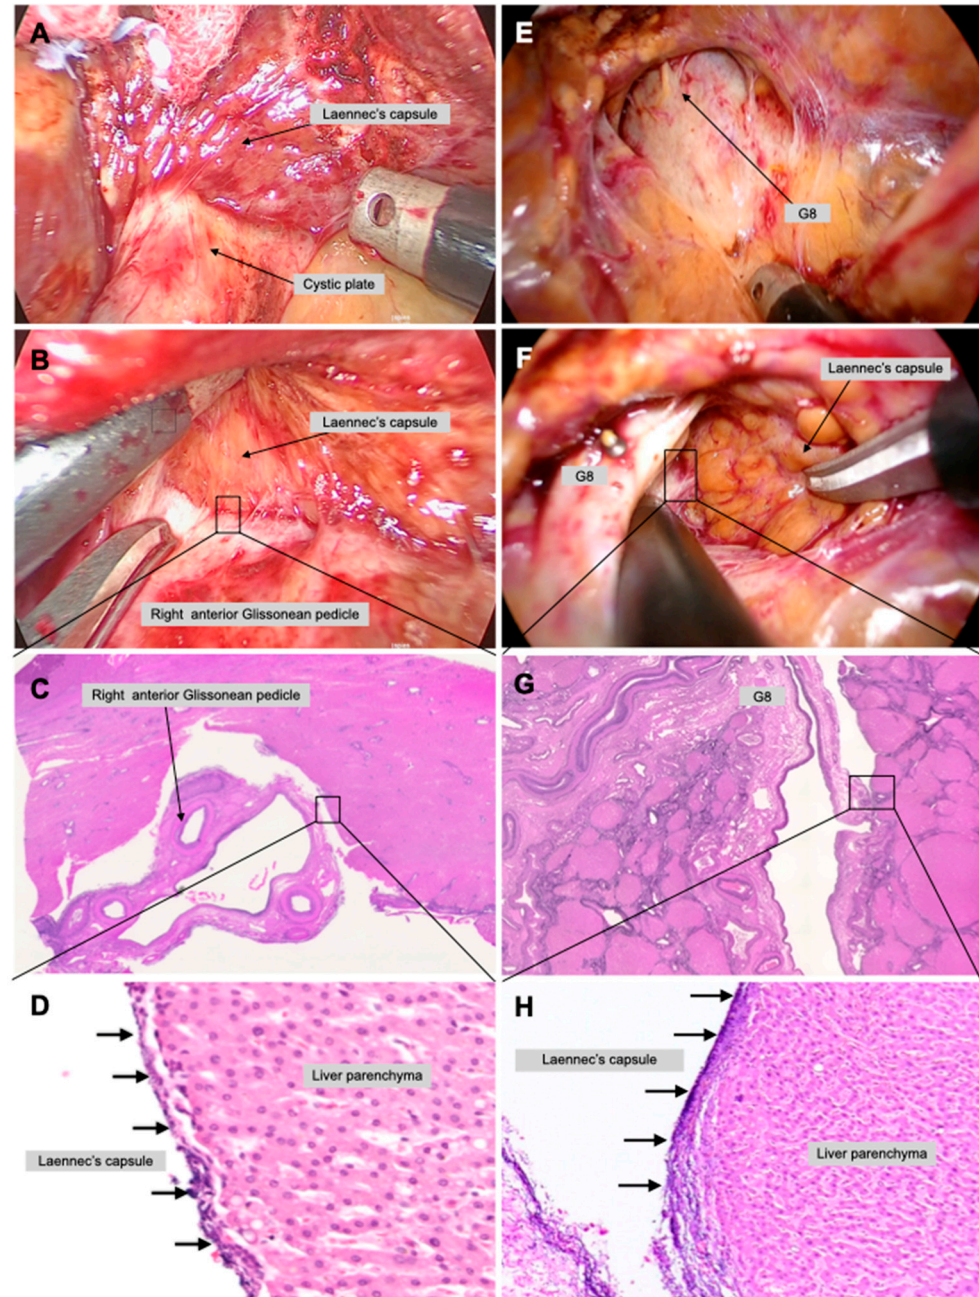 A
Laennec's capsule
Cystic plate
B
Laennec's capsule
Right anterior Glissonean pedicle
C
Right anterior Glissonean pedicle
D
Liver parenchyma
Laennec's capsule
E
G8
F
Laennec's capsule
G8
G
G8
H
Laennec's capsule
Liver parenchyma